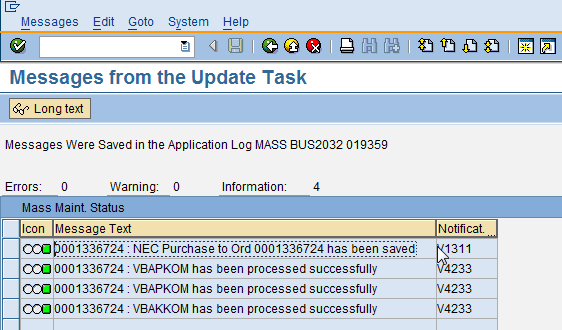 Messages Edit Goto System Help
Messages from the Update Task
Long text
Messages Were Saved in the Application Log MASS BUS2032 019359
Errors: 0 Warning: 0 Information: 4
Mass Maint. Status
Icon Message Text Notificat. ...
0001336724 : NEC Purchase to Ord 0001336724 has been saved V1311
0001336724 : VBAPKOM has been processed successfully V4233
0001336724 : VBAPKOM has been processed successfully V4233
0001336724 : VBAKKOM has been processed successfully V4233